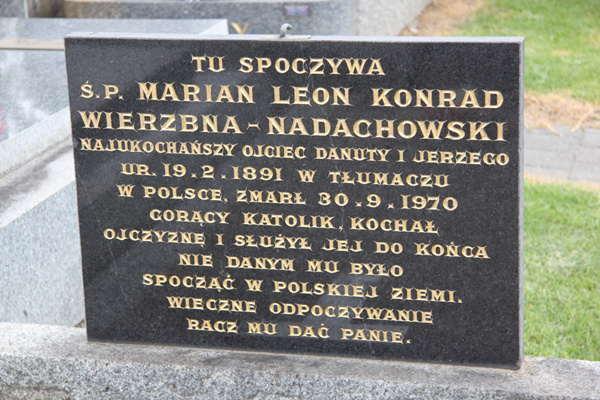 TU SPOCZYWA
Ś.P. MARIAN LEON KONRAD
WIERZBNA-NADACHOWSKI
NAJUKOCHAŃSZY OJCIEC DANUTY I JERZEGO
UR. 19.2.1891 W TŁUMACZU
W POLSCE, ZMARŁ 30.9.1970
GORĄCY KATOLIK, KOCHAŁ
OJCZYZNĘ I SŁUŻYŁ JEJ DO KOŃCA
NIE DANYM MU BYŁO
SPOCZĄĆ W POLSKIEJ ZIEMI.
WIECZNE ODPOCZYWANIE
RACZ MU DAĆ PANIE.